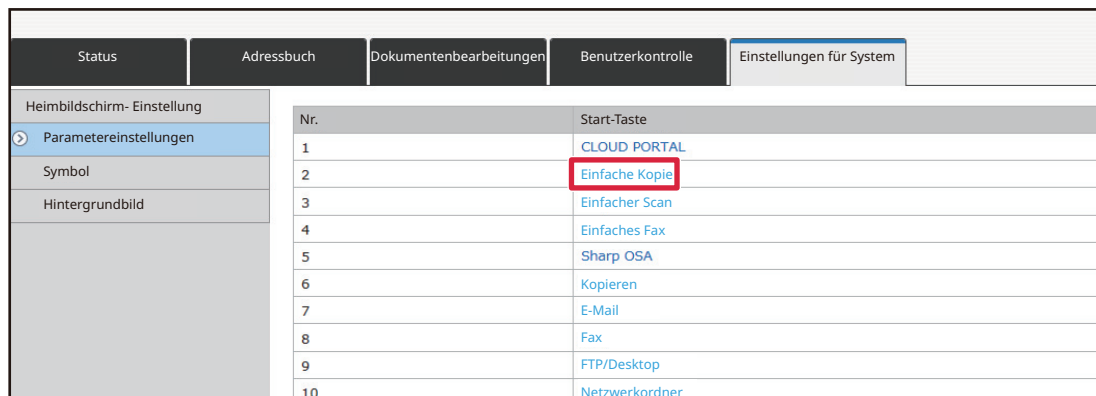 Status Adressbuch Dokumentenbearbeitungen Benutzerkontrolle Einstellungen für System
Heimbildschirm- Einstellung
Parametereinstellungen
Symbol
Hintergrundbild
Nr. Start-Taste
1 CLOUD PORTAL
2 Einfache Kopie
3 Einfacher Scan
4 Einfaches Fax
5 Sharp OSA
6 Kopieren
7 E-Mail
8 Fax
9 FTP/Desktop
10 Netzwerkordner